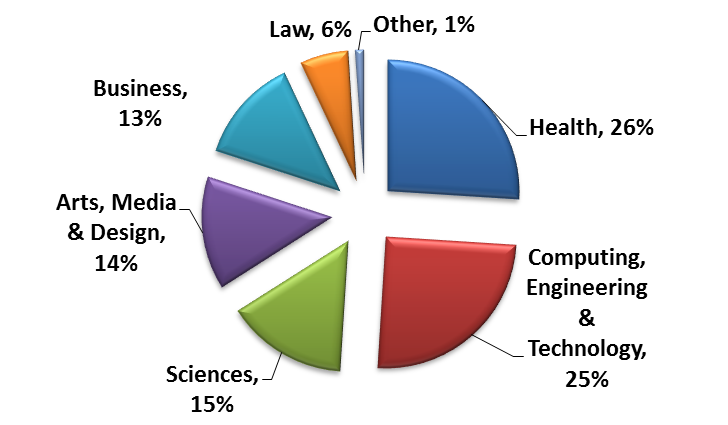 Law, 6%
Other, 1%
Business,
13%
Health, 26%
Arts, Media
& Design,
14%
Computing,
Engineering
&
Technology,
25%
Sciences,
15%